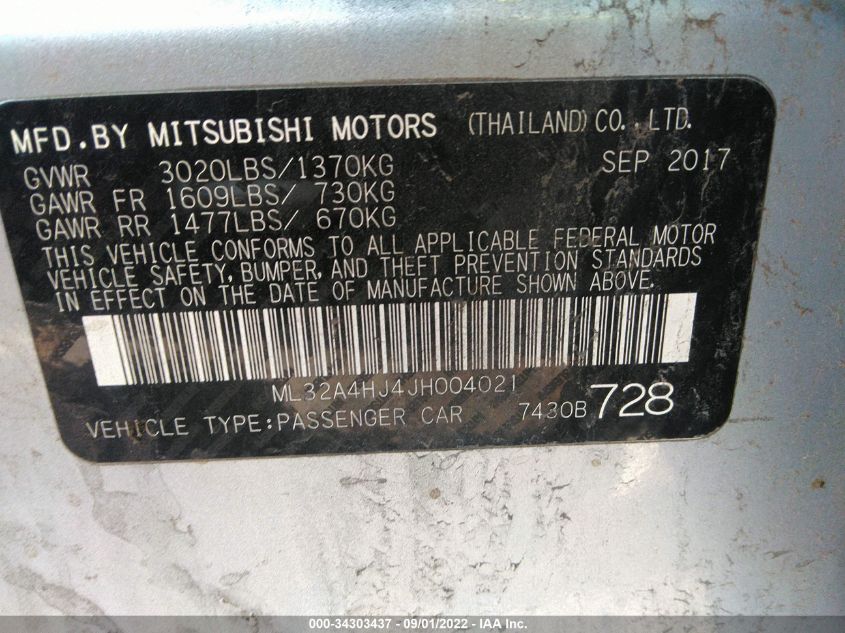 MFD.BY MITSUBISHI MOTORS (THAILAND) CO., LTD.
GVWR 3020LBS/1370KG SEP 2017
GAWR FR 1609LBS/ 730KG
GAWR RR 1477LBS/ 670KG
THIS VEHICLE CONFORMS TO ALL APPLICABLE FEDERAL MOTOR
VEHICLE SAFETY, BUMPER, AND THEFT PREVENTION STANDARDS
IN EFFECT ON THE DATE OF MANUFACTURE SHOWN ABOVE.
ML32A4HJ4JH004021
VEHICLE TYPE:PASSENGER CAR 7430B 728
000-34303437 - 09/01/2022 - IAA, Inc.